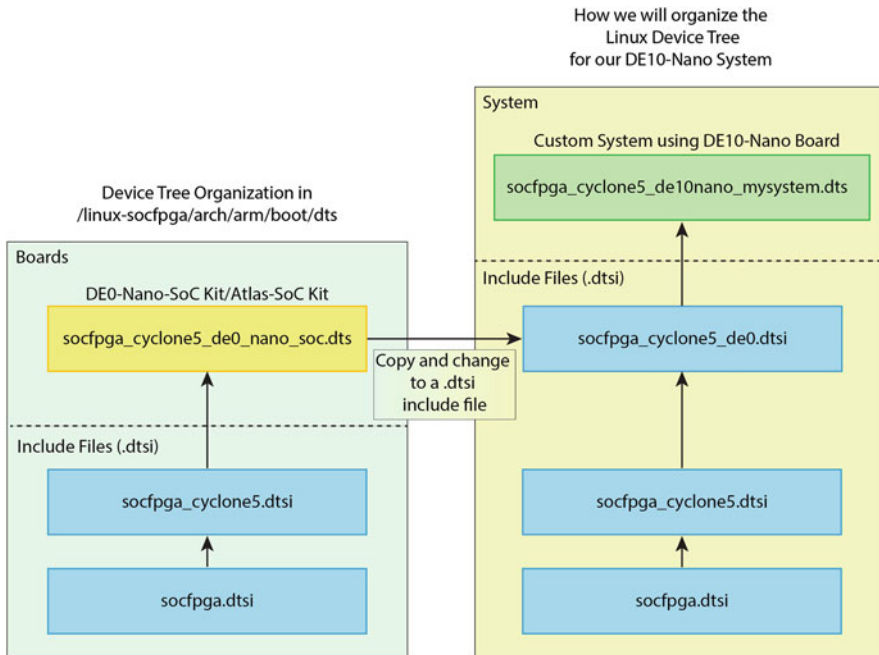 How we will organize the
Linux Device Tree
for our DE10-Nano System
System
Custom System using DE10-Nano Board
socfpga_cyclone5_de10nano_mysystem.dts
Include Files (.dtsi)
socfpga_cyclone5_de0.dtsi
socfpga_cyclone5.dtsi
socfpga.dtsi
Device Tree Organization in
/linux-socfpga/arch/arm/boot/dts
Boards
DE0-Nano-SoC Kit/Atlas-SoC Kit
socfpga_cyclone5_de0_nano_soc.dts
Copy and change
to a .dtsi
include file
Include Files (.dtsi)
socfpga_cyclone5.dtsi
socfpga.dtsi